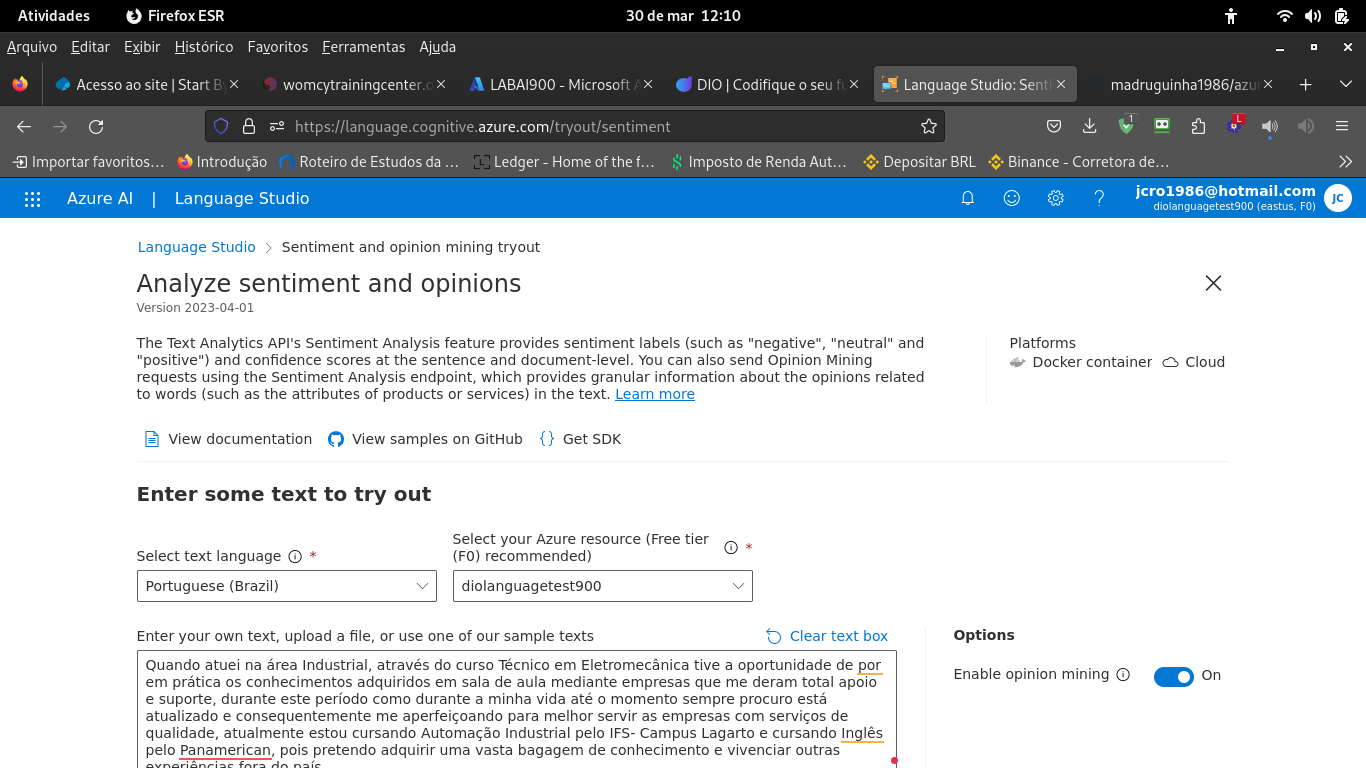 Atividades
Firefox ESR
30 de mar 12:10
Arquivo Editar Exibir Histórico Favoritos Ferramentas Ajuda
Acesso ao site | Start By
womcytrainingcenter.o
LABAI900 - Microsoft A
DIO | Codifique o seu fu
Language Studio: Senti
madruguinha1986/azur
https://language.cognitive.azure.com/tryout/sentiment
1
L
Importar favoritos…
Introdução
Roteiro de Estudos da …
Ledger - Home of the f…
Imposto de Renda Aut…
Depositar BRL
Binance - Corretora de…
Azure AI | Language Studio
jcro1986@hotmail.com
diolanguagetest900 (eastus, F0)
JC
Language Studio > Sentiment and opinion mining tryout
Analyze sentiment and opinions
Version 2023-04-01
The Text Analytics API's Sentiment Analysis feature provides sentiment labels (such as "negative", "neutral" and
"positive") and confidence scores at the sentence and document-level. You can also send Opinion Mining
requests using the Sentiment Analysis endpoint, which provides granular information about the opinions related
to words (such as the attributes of products or services) in the text. Learn more
Platforms
Docker container Cloud
View documentation View samples on GitHub Get SDK
Enter some text to try out
Select text language *
Portuguese (Brazil)
Select your Azure resource (Free tier
(F0) recommended) *
diolanguagetest900
Enter your own text, upload a file, or use one of our sample texts
Clear text box
Quando atuei na área Industrial, através do curso Técnico em Eletromecânica tive a oportunidade de por
em prática os conhecimentos adquiridos em sala de aula mediante empresas que me deram total apoio
e suporte, durante este período como durante a minha vida até o momento sempre procuro está
atualizado e consequentemente me aperfeiçoando para melhor servir as empresas com serviços de
qualidade, atualmente estou cursando Automação Industrial pelo IFS- Campus Lagarto e cursando Inglês
pelo Panamerican, pois pretendo adquirir uma vasta bagagem de conhecimento e vivenciar outras
experiências fora do país
Options
Enable opinion mining On